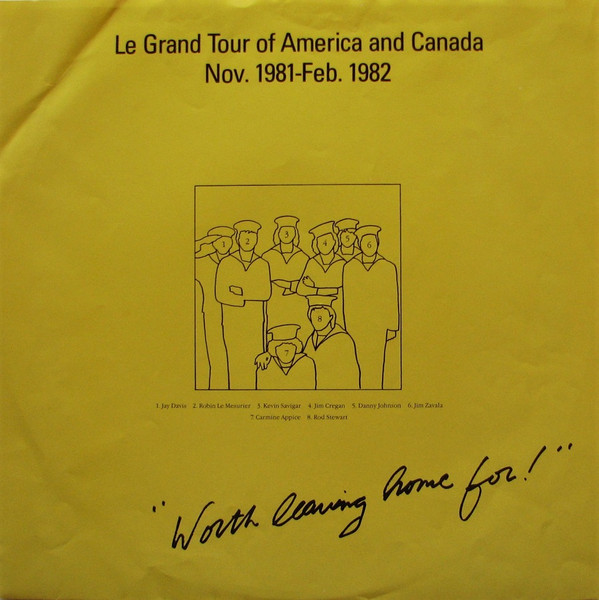 Le Grand Tour of America and Canada
Nov. 1981-Feb. 1982
1 2 3 4 5 6
8
7
1. Jay Davis 2. Robin Le Mesurier 3. Kevin Savigar 4. Jim Cregan 5. Danny Johnson 6. Jim Zavala
7. Carmine Appice 8. Rod Stewart
"Worth leaving home for!"